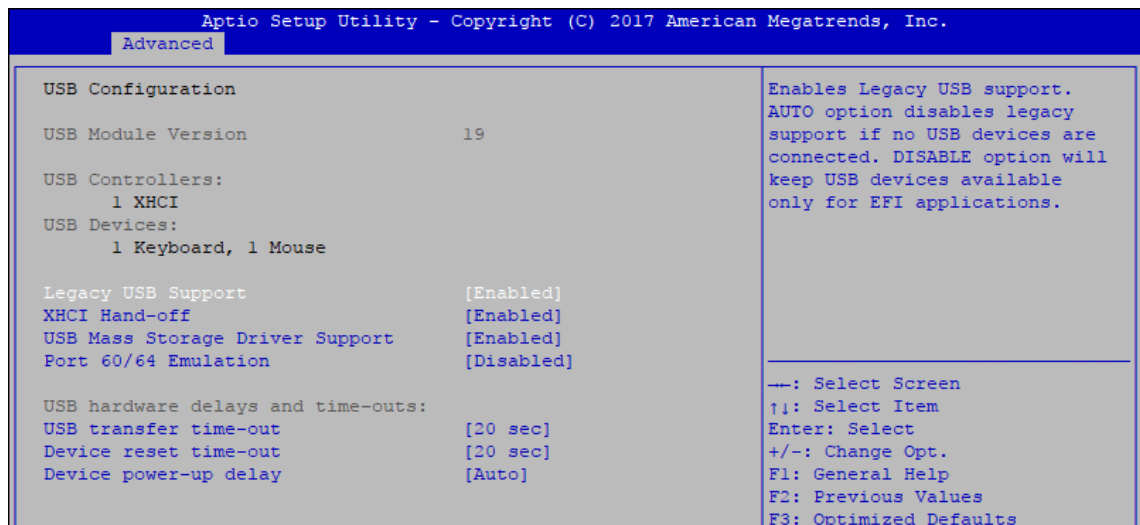 Aptio Setup Utility - Copyright (C) 2017 American Megatrends, Inc.
Advanced
USB Configuration
USB Module Version 19
USB Controllers:
1 XHCI
USB Devices:
1 Keyboard, 1 Mouse
Legacy USB Support [Enabled]
XHCI Hand-off [Enabled]
USB Mass Storage Driver Support [Enabled]
Port 60/64 Emulation [Disabled]
USB hardware delays and time-outs:
USB transfer time-out [20 sec]
Device reset time-out [20 sec]
Device power-up delay [Auto]
Enables Legacy USB support.
AUTO option disables legacy
support if no USB devices are
connected. DISABLE option will
keep USB devices available
only for EFI applications.
→←: Select Screen
↑↓: Select Item
Enter: Select
+/-: Change Opt.
F1: General Help
F2: Previous Values
F3: Optimized Defaults